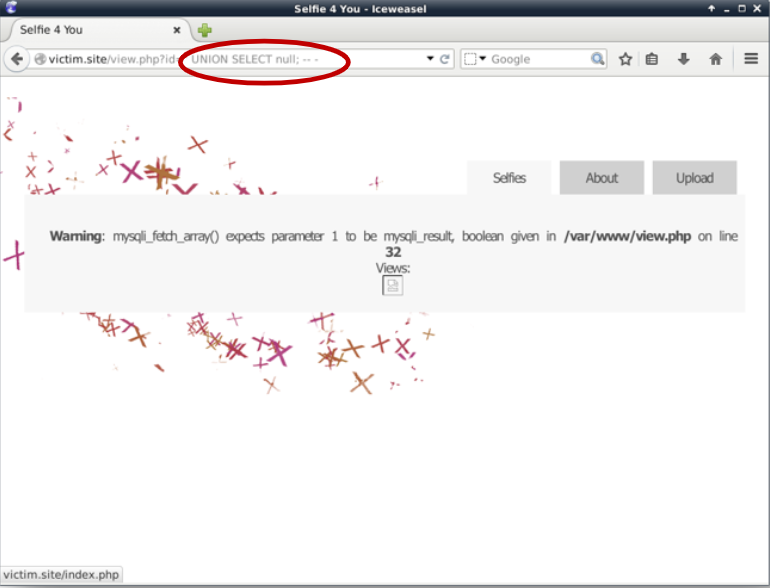 Selfie 4 You - Iceweasel
Selfie 4 You
victim.site/view.php?id= UNION SELECT null; -- -
Google
Selfies
About
Upload
Warning: mysqli_fetch_array() expects parameter 1 to be mysqli_result, boolean given in /var/www/view.php on line
32
Views:
victim.site/index.php